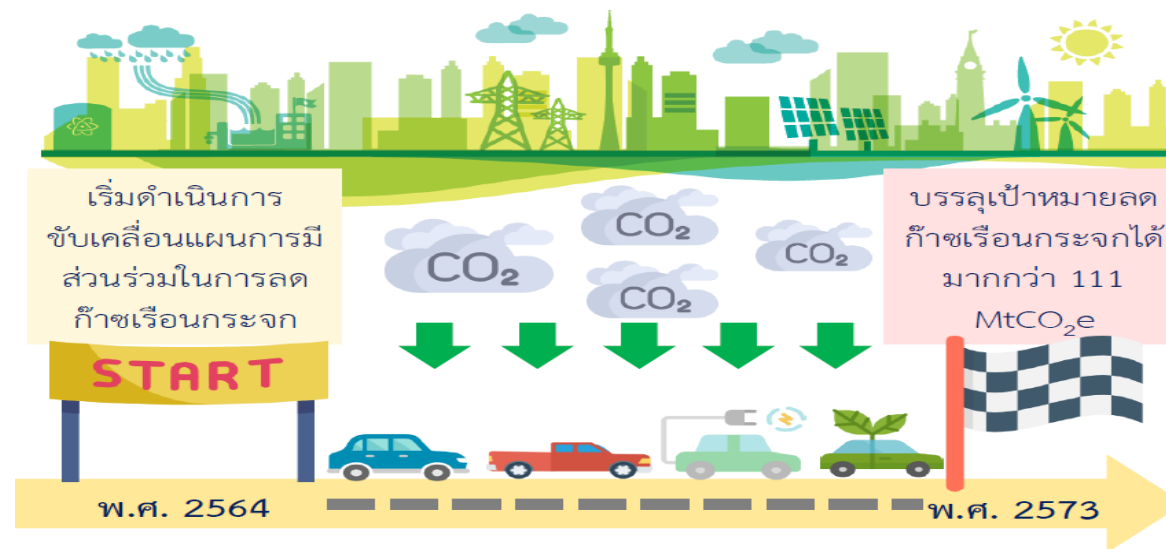 เริ่มดำเนินการ
ขับเคลื่อนแผนการมี
ส่วนร่วมในการลด
ก๊าซเรือนกระจก
CO₂
CO₂
CO₂
CO₂
บรรลุเป้าหมายลด
ก๊าซเรือนกระจกได้
มากกว่า 111
MtCO₂e
START
พ.ศ. 2564
พ.ศ. 2573